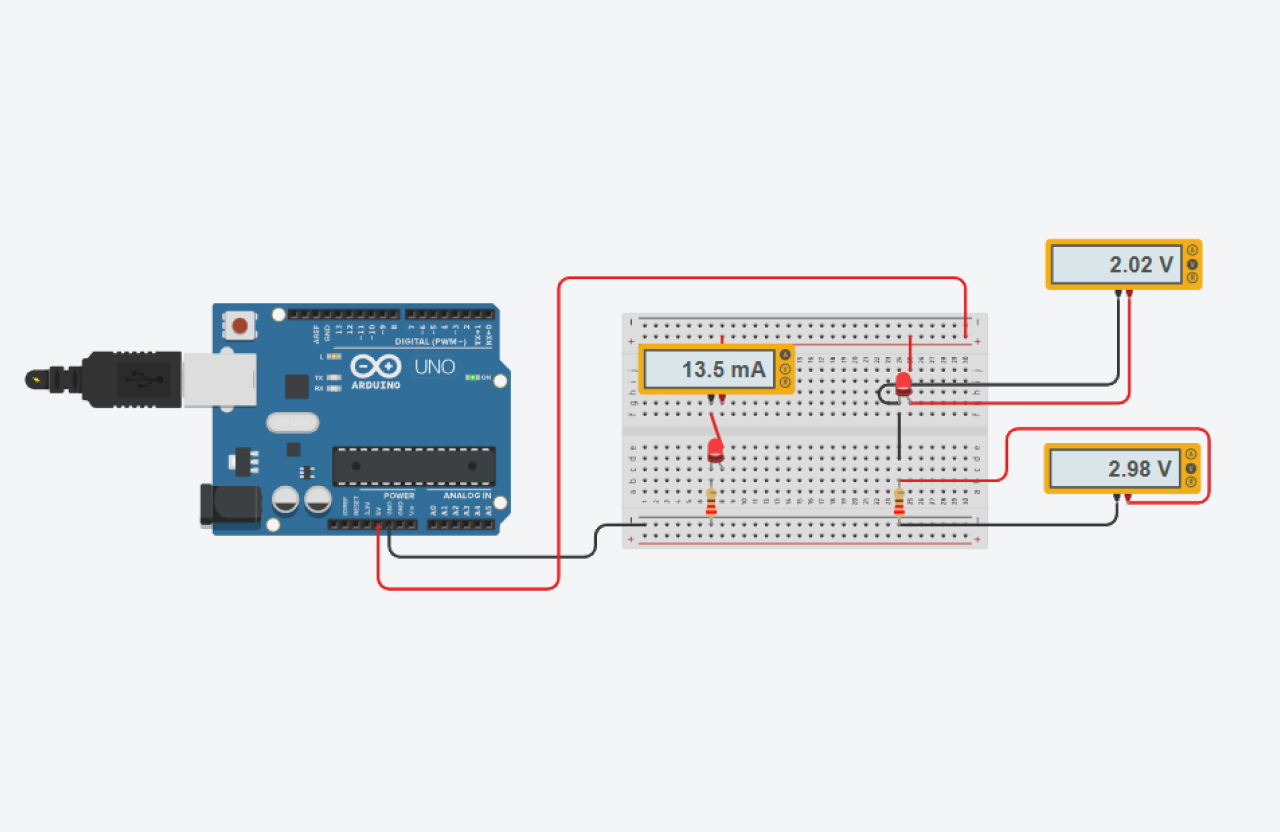 2.02 V
A
V
R
AREF
GND
13
12
~11
~10
~9
8
7
~6
~5
4
~3
2
TX→1
RX←0
DIGITAL (PWM~)
L
TX
RX
ARDUINO
UNO
ON
13.5 mA
A
V
R
2.98 V
A
V
R
POWER
ANALOG IN
IOREF
RESET
3.3V
5V
GND
GND
Vin
A0
A1
A2
A3
A4
A5